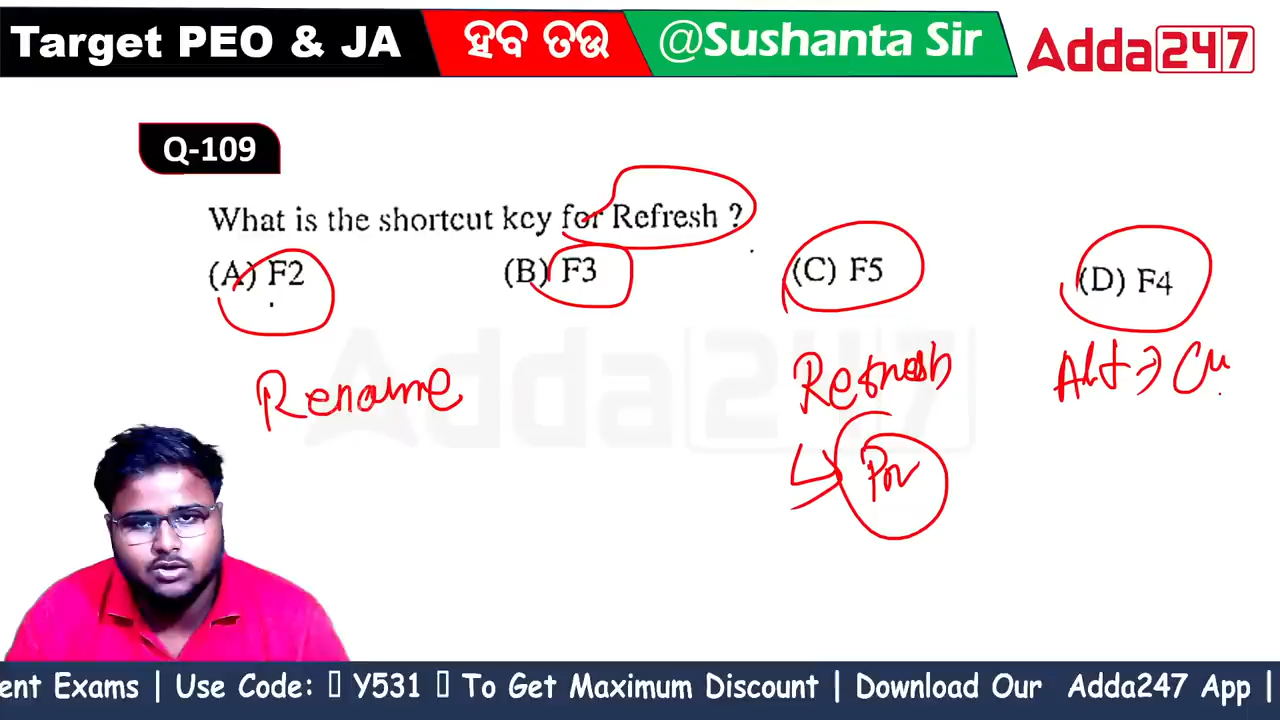 Target PEO & JA ହବ ତଉ @Sushanta Sir Adda247
Q-109
What is the shortcut key for Refresh ?
(A) F2 (B) F3 (C) F5 (D) F4
Rename Refresh Alt →
Adda247
ent Exams | Use Code: Y531 To Get Maximum Discount | Download Our Adda247 App |